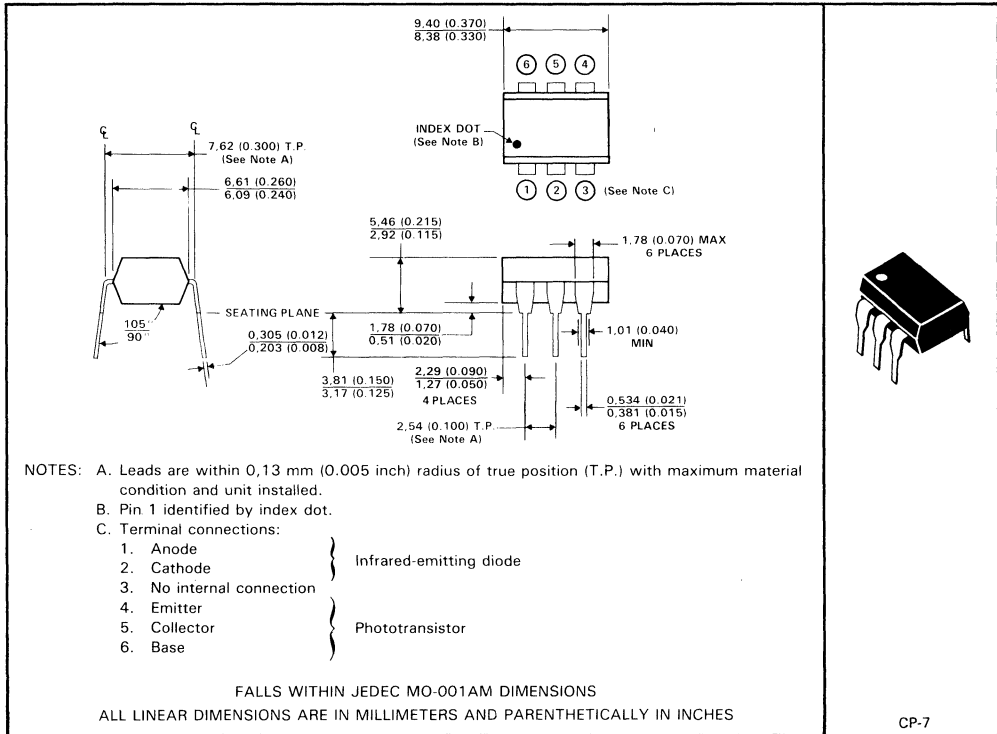 9,40 (0.370)
8,38 (0.330)
6 5 4
INDEX DOT
(See Note B)
1 2 3 (See Note C)
℄ ℄
7,62 (0.300) T.P.
(See Note A)
6,61 (0.260)
6,09 (0.240)
5,46 (0.215)
2,92 (0.115)
1,78 (0.070) MAX
6 PLACES
SEATING PLANE
105°
90°
0,305 (0.012)
0,203 (0.008)
1,78 (0.070)
0,51 (0.020)
1,01 (0.040)
MIN
3,81 (0.150)
3,17 (0.125)
2,29 (0.090)
1,27 (0.050)
4 PLACES
0,534 (0.021)
0,381 (0.015)
6 PLACES
2,54 (0.100) T.P.
(See Note A)
NOTES: A. Leads are within 0,13 mm (0.005 inch) radius of true position (T.P.) with maximum material
condition and unit installed.
B. Pin 1 identified by index dot.
C. Terminal connections:
1. Anode
2. Cathode
Infrared-emitting diode
3. No internal connection
4. Emitter
5. Collector
Phototransistor
6. Base
FALLS WITHIN JEDEC MO-001AM DIMENSIONS
ALL LINEAR DIMENSIONS ARE IN MILLIMETERS AND PARENTHETICALLY IN INCHES
CP-7